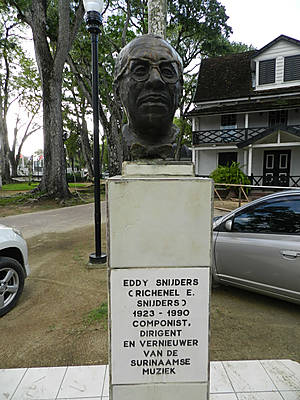 EDDY SNIJDERS
(RICHENEL E.
SNIJDERS)
1923 - 1990
COMPONIST,
DIRIGENT
EN VERNIEUWER
VAN DE
SURINAAMSE
MUZIEK